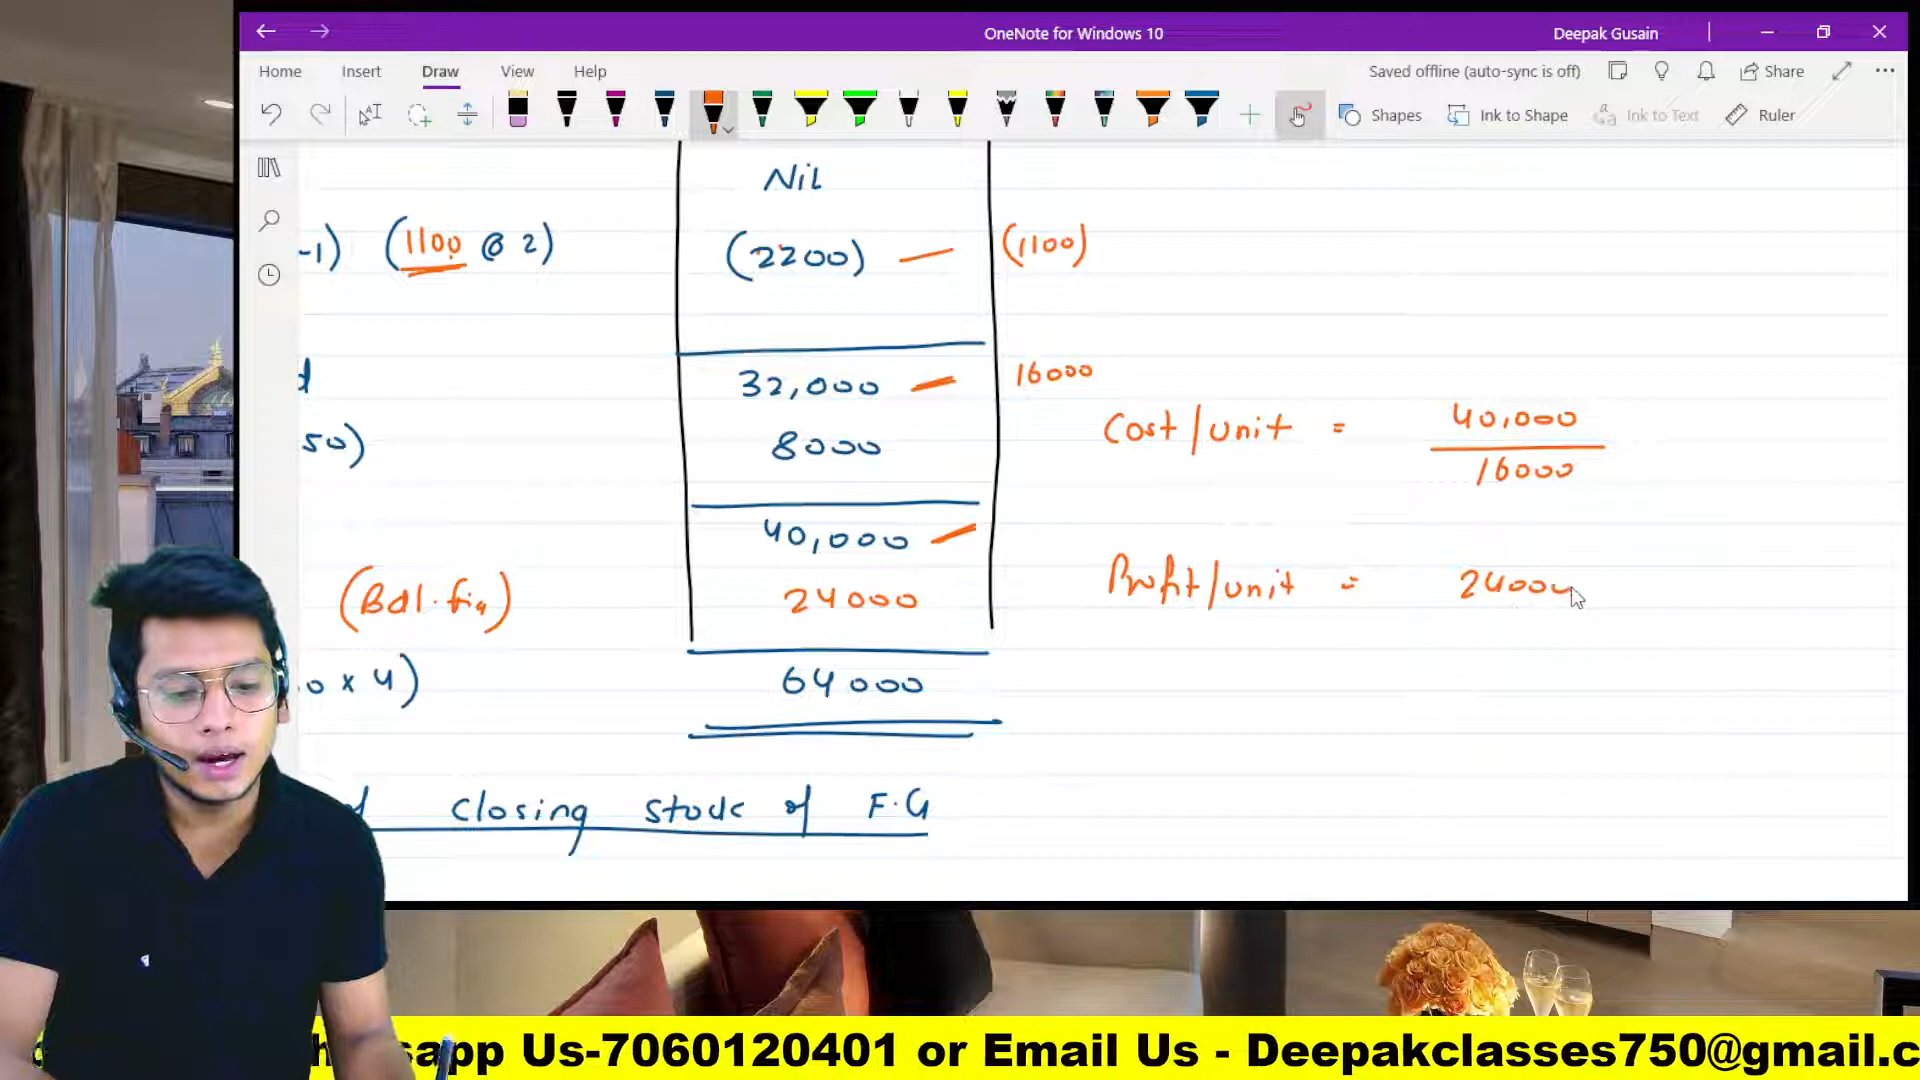 OneNote for Windows 10
Deepak Gusain
Home Insert Draw View Help
Saved offline (auto-sync is off) Share
Shapes Ink to Shape Ink to Text Ruler
Nil
-1) (1100 @ 2) (2200) (1100)
d 32,000 16000
50) 8000
Cost/unit = 40,000
16000
40,000
(Bal. fig) 24000
Profit/unit = 24000
0 x 4) 64000
closing stock of F.G
sapp Us-7060120401 or Email Us - Deepakclasses750@gmail.c